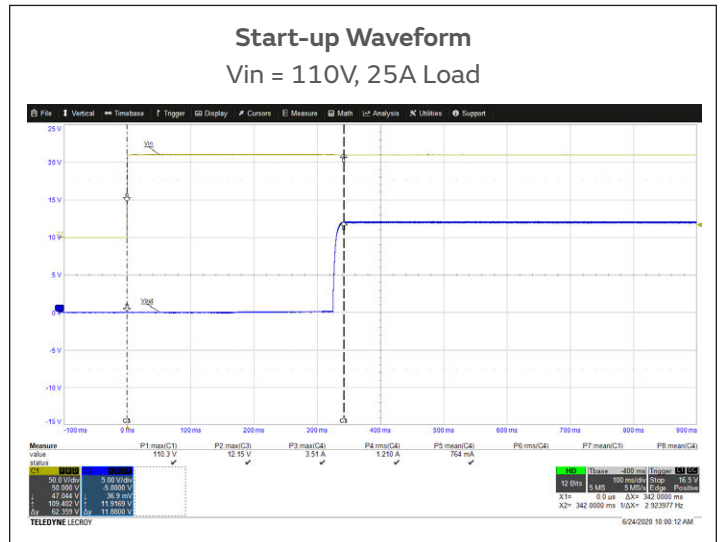 Start-up Waveform
Vin = 110V, 25A Load
File Vertical Timebase Trigger Display Cursors Measure Math Analysis Utilities Support
25 V
Vin
20 V
15 V
10 V
5 V
Vout
0 V
-5 V
-10 V
-15 V
C3 C3
-100 ms 0 ms 100 ms 200 ms 300 ms 400 ms 500 ms 600 ms 700 ms 800 ms 900 ms
Measure P1:max(C1) P2:max(C3) P3:max(C4) P4:rms(C4) P5:mean(C4) P6:rms(C4) P7:mean(C1) P8:mean(C4)
value 110.3 V 12.15 V 3.51 A 1.210 A 764 mA
status
C1 HD Tbase -400 ms Trigger C1 DC
50.0 V/div 5.00 V/div 12 Bits 100 ms/div Stop 16.5 V
50.000 V -5.0000 V 5 MS 5 MS/s Edge Positive
47.044 V 36.9 mV X1= 0.0 µs ΔX= 342.0000 ms
109.402 V 11.9169 V X2= 342.0000 ms 1/ΔX= 2.923977 Hz
Δy 62.359 V Δy 11.8800 V
TELEDYNE LECROY 6/24/2020 10:00:12 AM